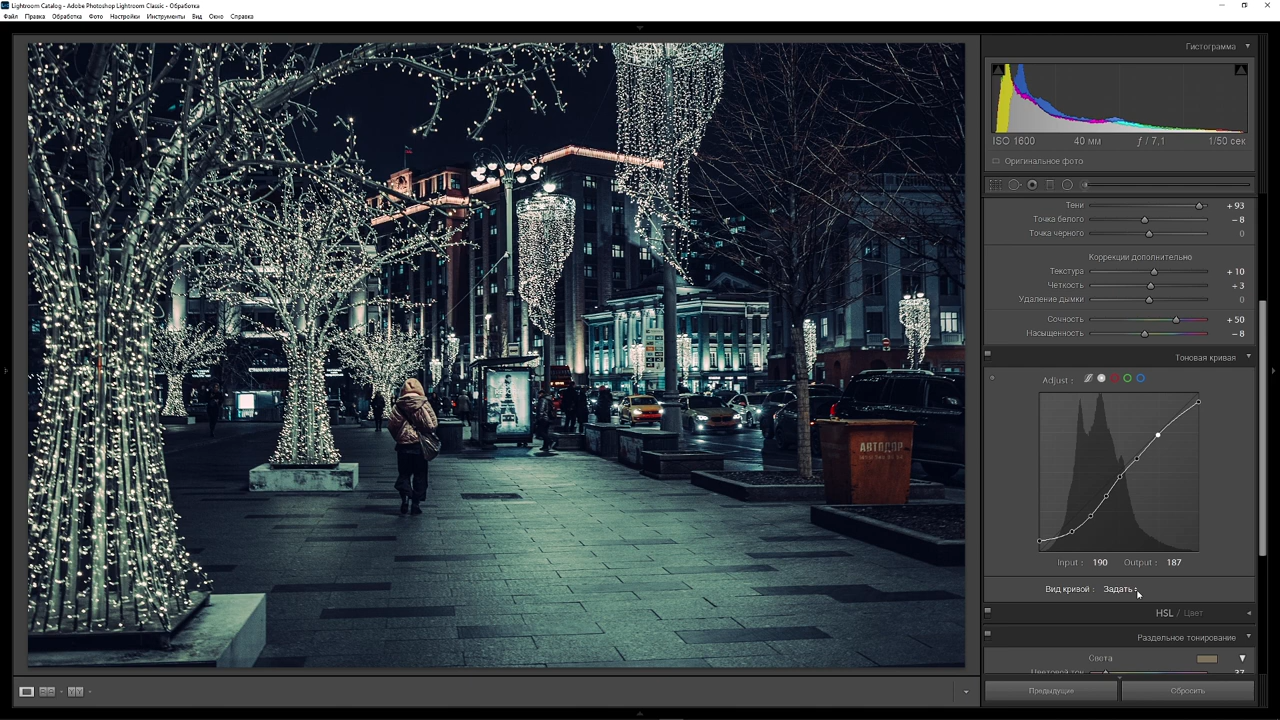 Lightroom Catalog - Adobe Photoshop Lightroom Classic - Обработка
Файл Правка Обработка Фото Настройки Инструменты Вид Окно Справка
Гистограмма
ISO 1600 40 мм ƒ / 7,1 1/50 сек
Оригинальное фото
Тени + 93
Точка белого – 8
Точка черного 0
Коррекции дополнительно
Текстура + 10
Четкость + 3
Удаление дымки 0
Сочность + 50
Насыщенность – 8
Тоновая кривая
Adjust :
Input : 190 Output : 187
Вид кривой : Задать :
HSL / Цвет
Раздельное тонирование
Света
Цветовой тон 37
Предыдущие Сбросить
АВТОДОР